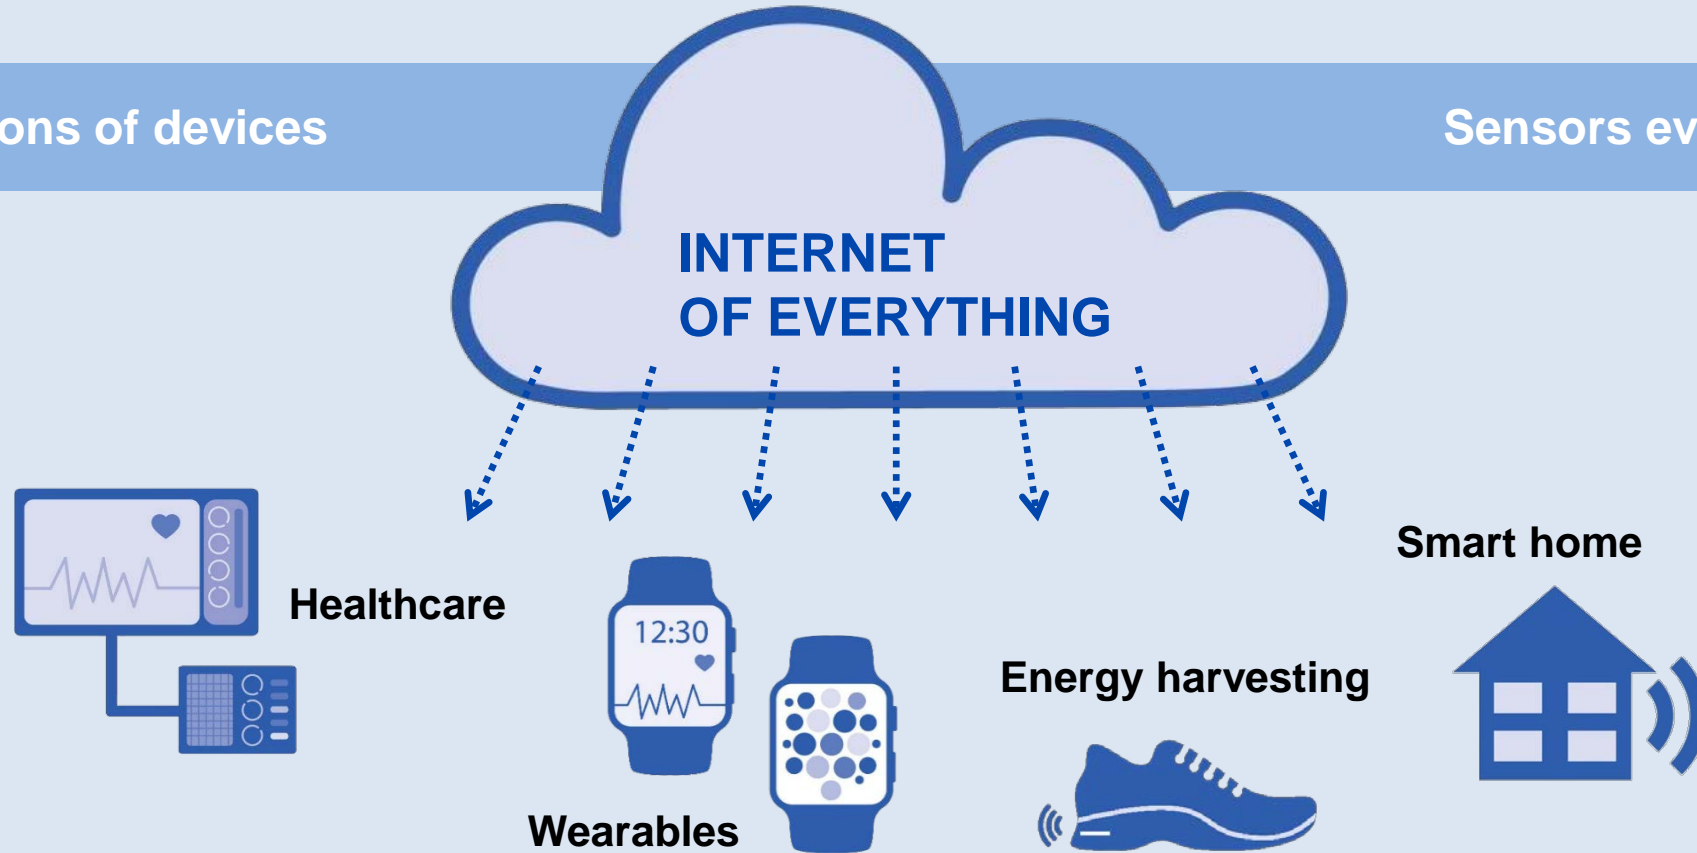 ons of devices
Sensors ev
INTERNET
OF EVERYTHING
Smart home
Healthcare
12:30
Energy harvesting
Wearables